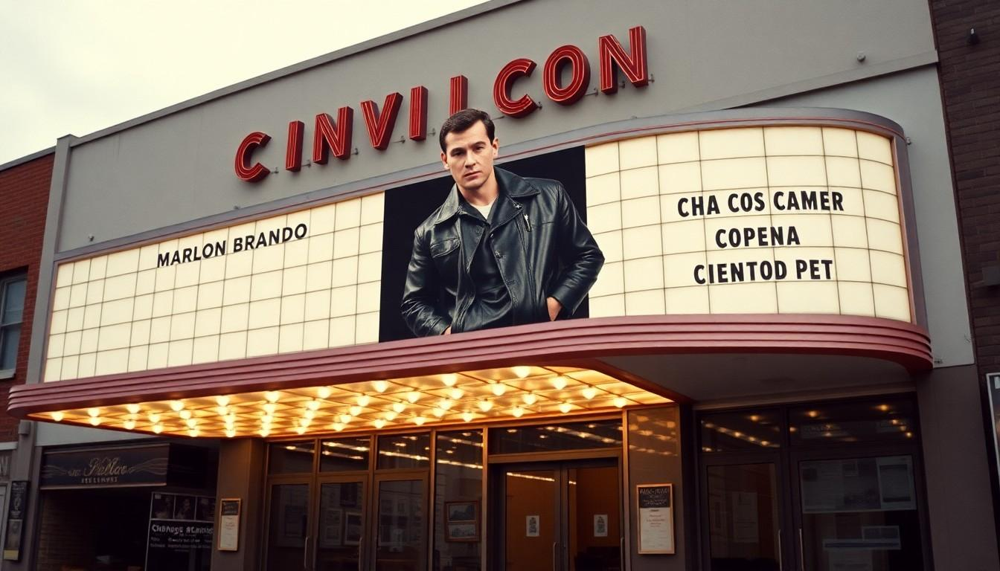 CINVILCON
MARLON BRANDO
CHA COS CAMER
COPENA
CIENTOD PET